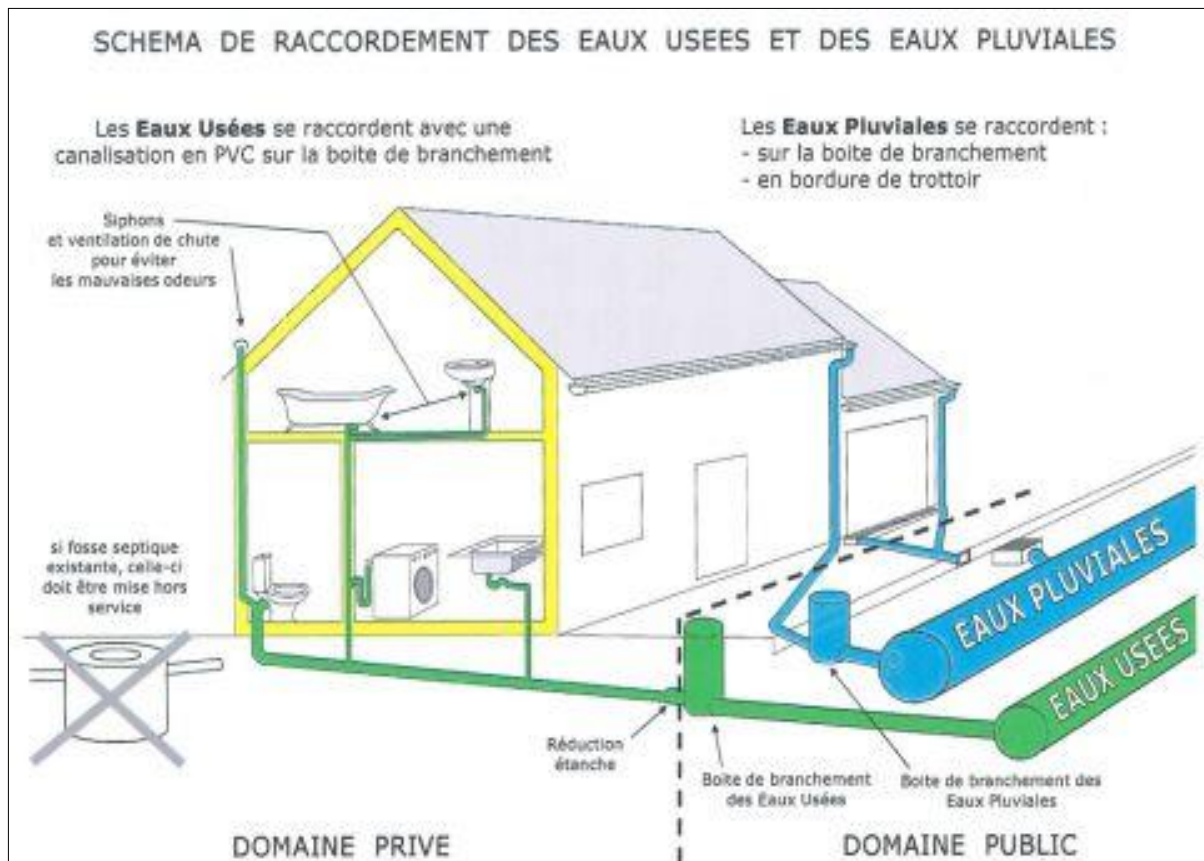 SCHEMA DE RACCORDEMENT DES EAUX USEES ET DES EAUX PLUVIALES
Les Eaux Usées se raccordent avec une
canalisation en PVC sur la boite de branchement
Les Eaux Pluviales se raccordent :
- sur la boite de branchement
- en bordure de trottoir
Siphons
et ventilation de chute
pour éviter
les mauvaises odeurs
si fosse septique
existante, celle-ci
doit être mise hors
service
EAUX PLUVIALES
EAUX USEES
Réduction
étanche
Boite de branchement
des Eaux Usées
Boite de branchement des
Eaux Pluviales
DOMAINE PRIVE
DOMAINE PUBLIC